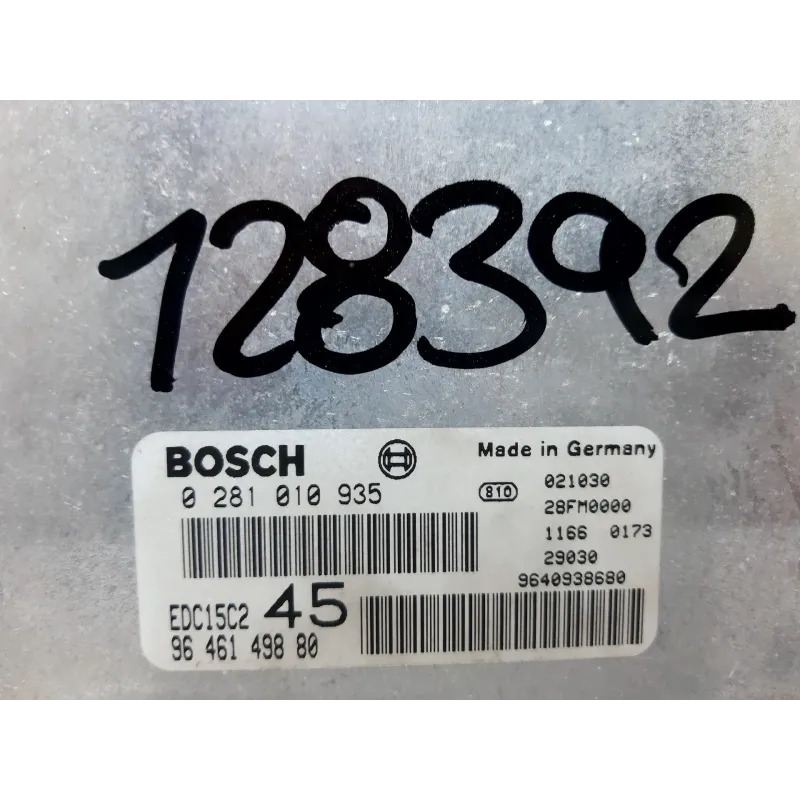 128392
BOSCH
Made in Germany
0 281 010 935
810
021030
28FM0000
1166 0173
29030
9640938680
EDC15C2 45
96 461 498 80